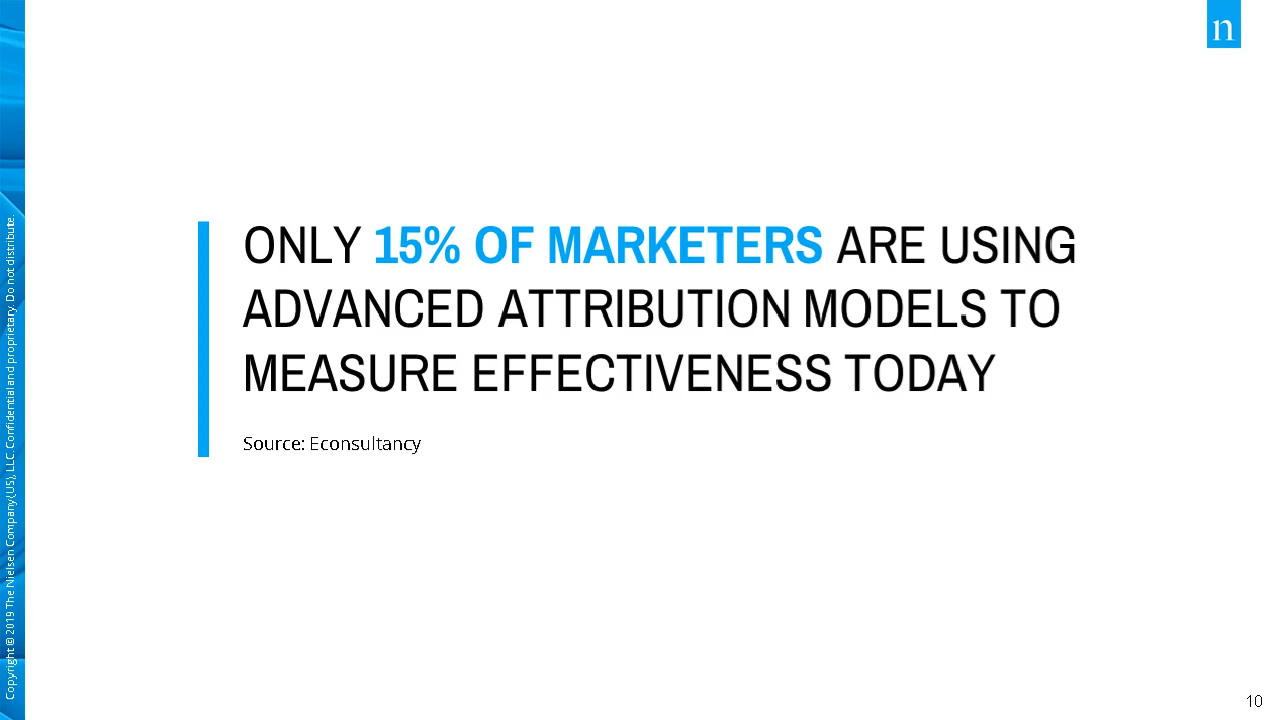 n
ONLY 15% OF MARKETERS ARE USING
ADVANCED ATTRIBUTION MODELS TO
MEASURE EFFECTIVENESS TODAY
Source: Econsultancy
Copyright © 2019 The Nielsen Company (US), LLC. Confidential and proprietary. Do not distribute.
10